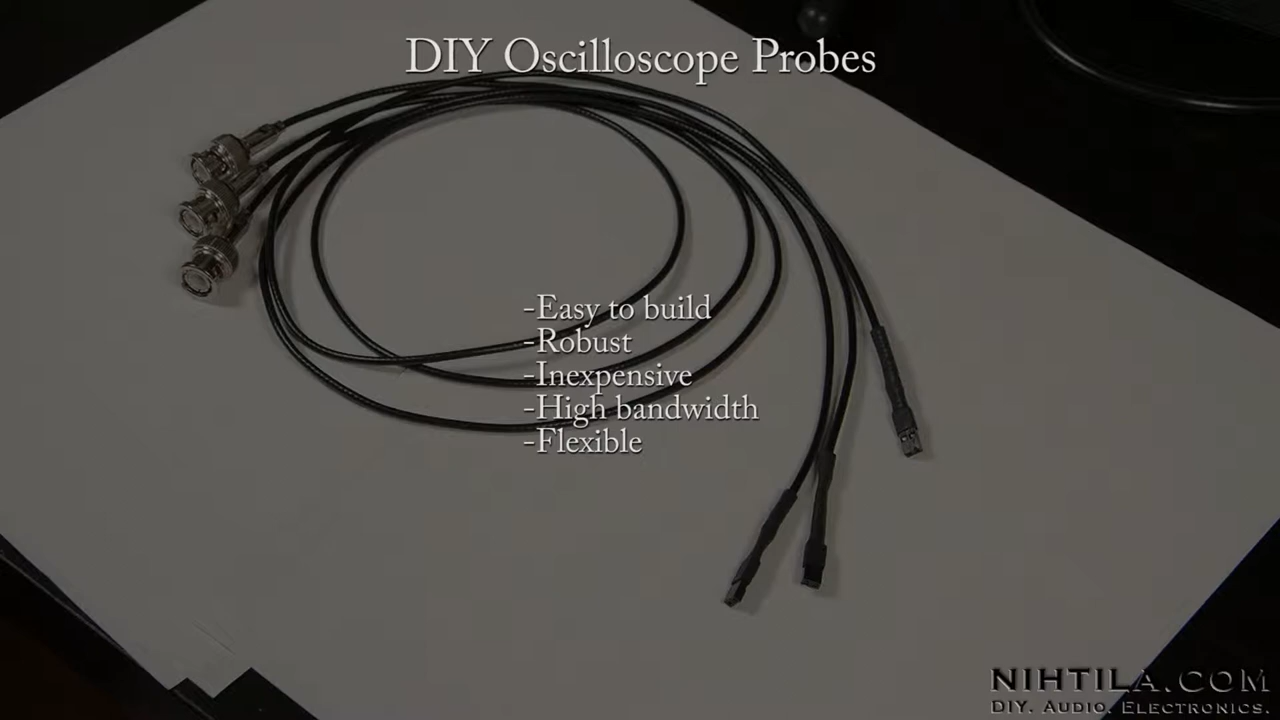 DIY Oscilloscope Probes
-Easy to build
-Robust
-Inexpensive
-High bandwidth
-Flexible
NIHTILA.COM
DIY. AUDIO. ELECTRONICS.